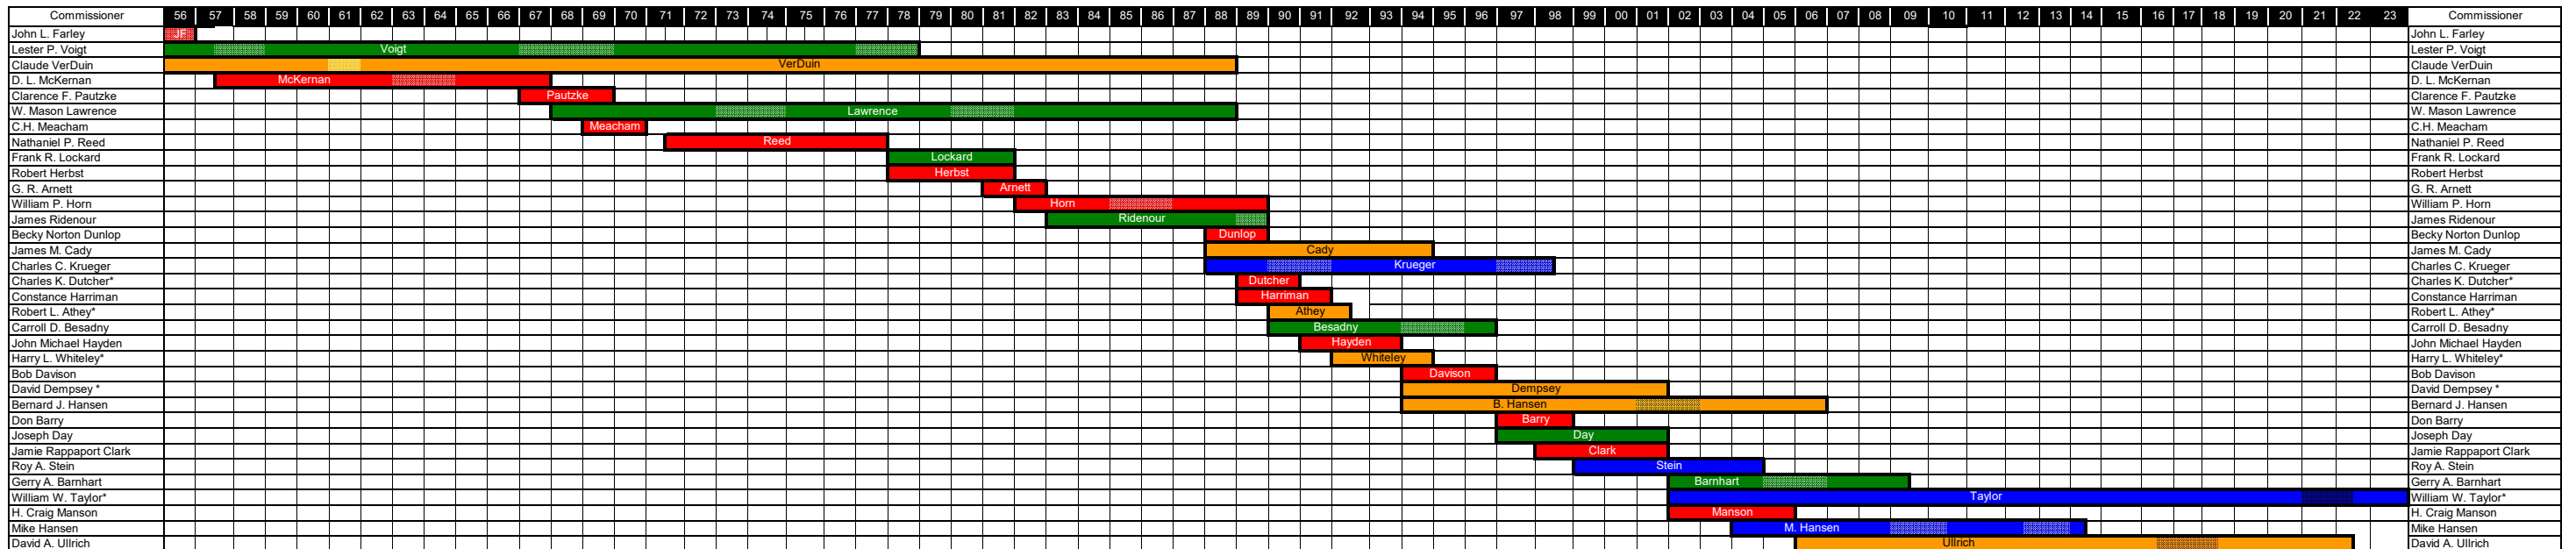 Commissioner 56 57 58 59 60 61 62 63 64 65 66 67 68 69 70 71 72 73 74 75 76 77 78 79 80 81 82 83 84 85 86 87 88 89 90 91 92 93 94 95 96 97 98 99 00 01 02 03 04 05 06 07 08 09 10 11 12 13 14 15 16 17 18 19 20 21 22 23 Commissioner
John L. Farley JF John L. Farley
Lester P. Voigt Voigt Lester P. Voigt
Claude VerDuin VerDuin Claude VerDuin
D. L. McKernan McKernan D. L. McKernan
Clarence F. Pautzke Pautzke Clarence F. Pautzke
W. Mason Lawrence Lawrence W. Mason Lawrence
C.H. Meacham Meacham C.H. Meacham
Nathaniel P. Reed Reed Nathaniel P. Reed
Frank R. Lockard Lockard Frank R. Lockard
Robert Herbst Herbst Robert Herbst
G. R. Arnett Arnett G. R. Arnett
William P. Horn Horn William P. Horn
James Ridenour Ridenour James Ridenour
Becky Norton Dunlop Dunlop Becky Norton Dunlop
James M. Cady Cady James M. Cady
Charles C. Krueger Krueger Charles C. Krueger
Charles K. Dutcher* Dutcher Charles K. Dutcher*
Constance Harriman Harriman Constance Harriman
Robert L. Athey* Athey Robert L. Athey*
Carroll D. Besadny Besadny Carroll D. Besadny
John Michael Hayden Hayden John Michael Hayden
Harry L. Whiteley* Whiteley Harry L. Whiteley*
Bob Davison Davison Bob Davison
David Dempsey * Dempsey David Dempsey *
Bernard J. Hansen B. Hansen Bernard J. Hansen
Don Barry Barry Don Barry
Joseph Day Day Joseph Day
Jamie Rappaport Clark Clark Jamie Rappaport Clark
Roy A. Stein Stein Roy A. Stein
Gerry A. Barnhart Barnhart Gerry A. Barnhart
William W. Taylor* Taylor William W. Taylor*
H. Craig Manson Manson H. Craig Manson
Mike Hansen M. Hansen Mike Hansen
David A. Ullrich Ullrich David A. Ullrich